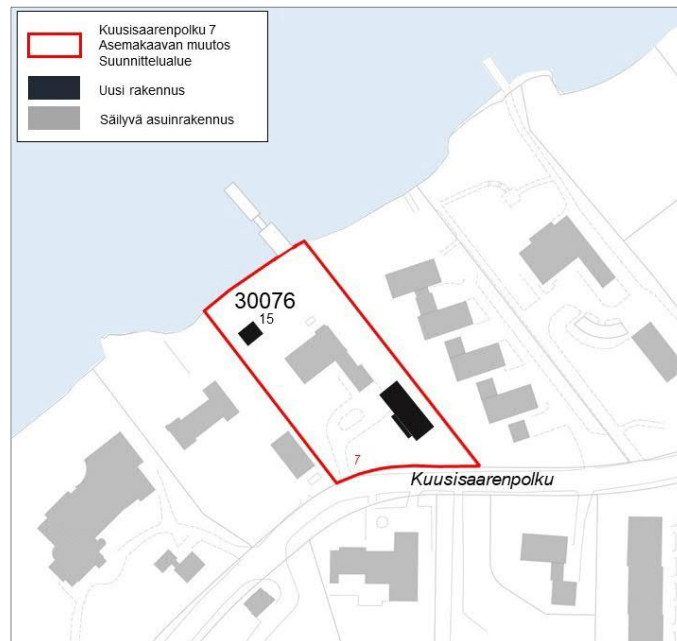 Kuusisaarenpolku 7
Asemakaavan muutos
Suunnittelualue
Uusi rakennus
Säilyvä asuinrakennus
30076
15
7
Kuusisaarenpolku